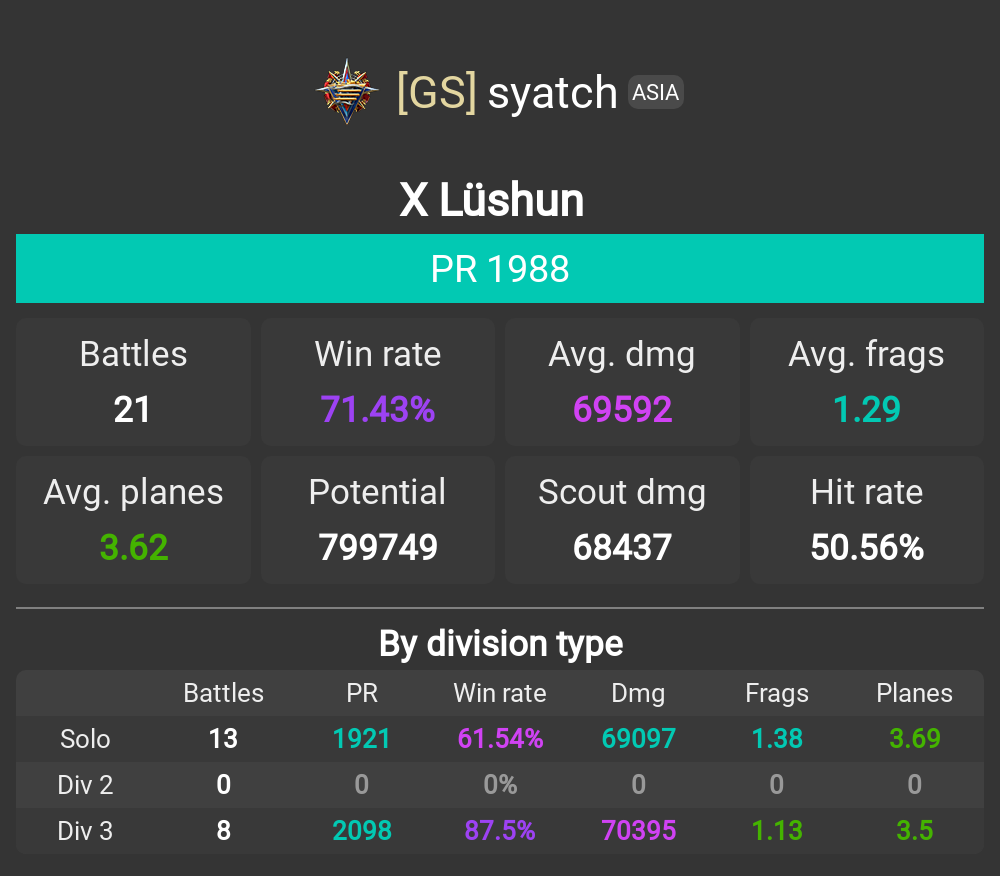 [GS] syatch ASIA
X Lüshun
PR 1988
Battles Win rate Avg. dmg Avg. frags
21 71.43% 69592 1.29
Avg. planes Potential Scout dmg Hit rate
3.62 799749 68437 50.56%
By division type
Battles PR Win rate Dmg Frags Planes
Solo 13 1921 61.54% 69097 1.38 3.69
Div 2 0 0 0% 0 0 0
Div 3 8 2098 87.5% 70395 1.13 3.5